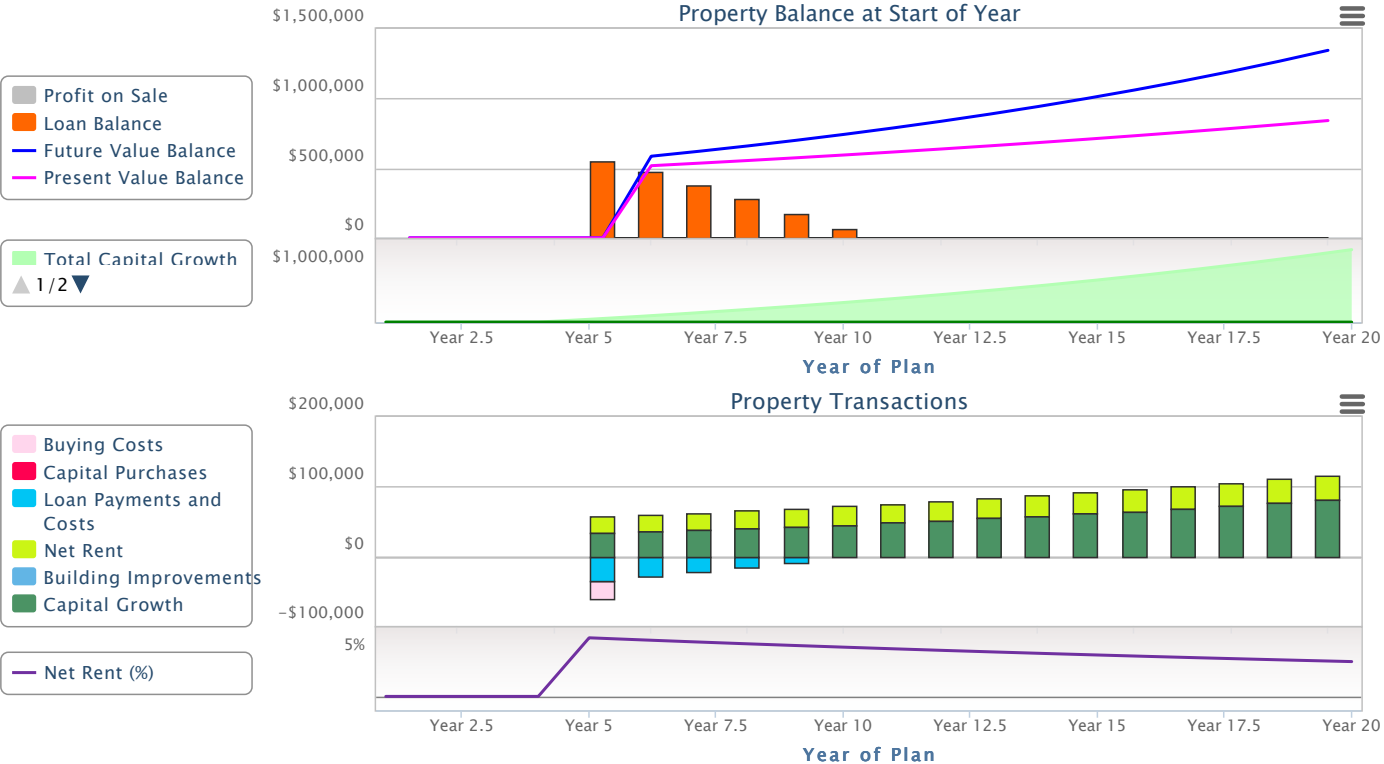 Property Balance at Start of Year
$1,500,000
$1,000,000
$500,000
$0
Profit on Sale
Loan Balance
Future Value Balance
Present Value Balance
$1,000,000
Total Capital Growth
1/2
Year 2.5
Year 5
Year 7.5
Year 10
Year 12.5
Year 15
Year 17.5
Year 20
Year of Plan
Property Transactions
$200,000
$100,000
$0
-$100,000
Buying Costs
Capital Purchases
Loan Payments and
Costs
Net Rent
Building Improvements
Capital Growth
5%
Net Rent (%)
Year 2.5
Year 5
Year 7.5
Year 10
Year 12.5
Year 15
Year 17.5
Year 20
Year of Plan